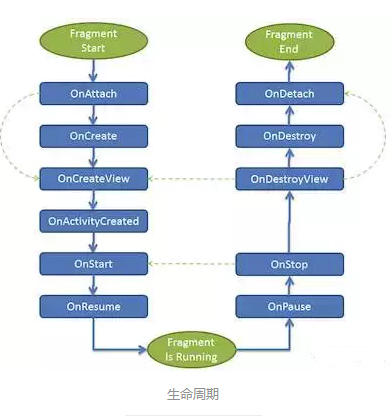 Fragment
Start
OnAttach
OnCreate
OnCreateView
OnActivityCreated
OnStart
OnResume
Fragment
Is Running
OnPause
OnStop
OnDestroyView
OnDestroy
OnDetach
Fragment
End
生命周期